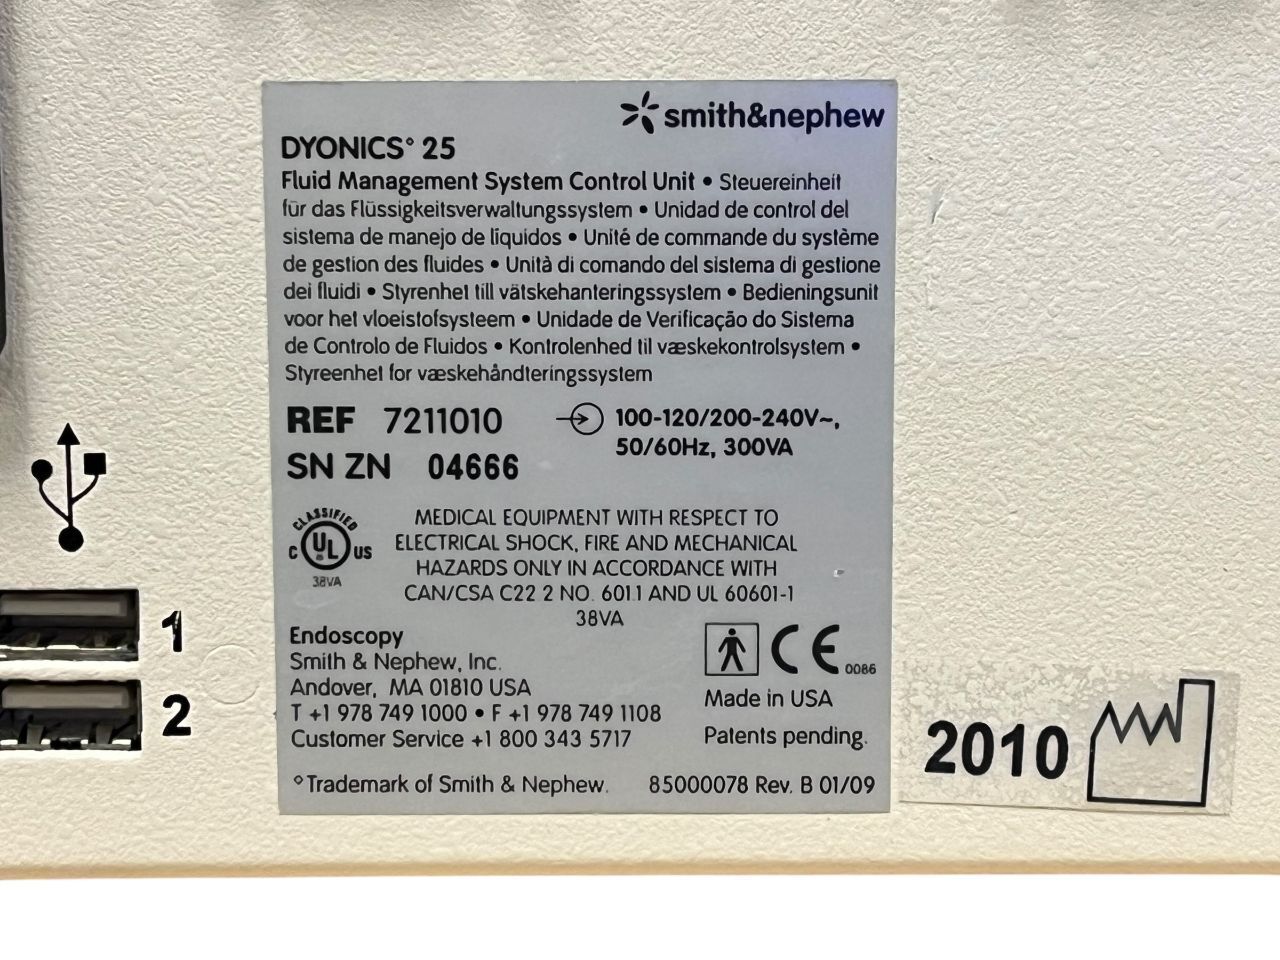 smith&nephew
DYONICS° 25
Fluid Management System Control Unit • Steuereinheit
für das Flüssigkeitsverwaltungssystem • Unidad de control del
sistema de manejo de líquidos • Unité de commande du système
de gestion des fluides • Unità di comando del sistema di gestione
dei fluidi • Styrenhet till vätskehanteringssystem • Bedieningsunit
voor het vloeistofsysteem • Unidade de Verificação do Sistema
de Controlo de Fluidos • Kontrolenhed til væskekontrolsystem •
Styreenhet for væskehåndteringssystem
REF 7211010
100-120/200-240V~,
50/60Hz, 300VA
SN ZN 04666
CLASSIFIED
C UL US
38VA
MEDICAL EQUIPMENT WITH RESPECT TO
ELECTRICAL SHOCK, FIRE AND MECHANICAL
HAZARDS ONLY IN ACCORDANCE WITH
CAN/CSA C22 2 NO. 601.1 AND UL 60601-1
38VA
Endoscopy
Smith & Nephew, Inc.
Andover, MA 01810 USA
T +1 978 749 1000 • F +1 978 749 1108
Customer Service +1 800 343 5717
CE 0086
Made in USA
Patents pending.
°Trademark of Smith & Nephew.
85000078 Rev. B 01/09
1
2
2010